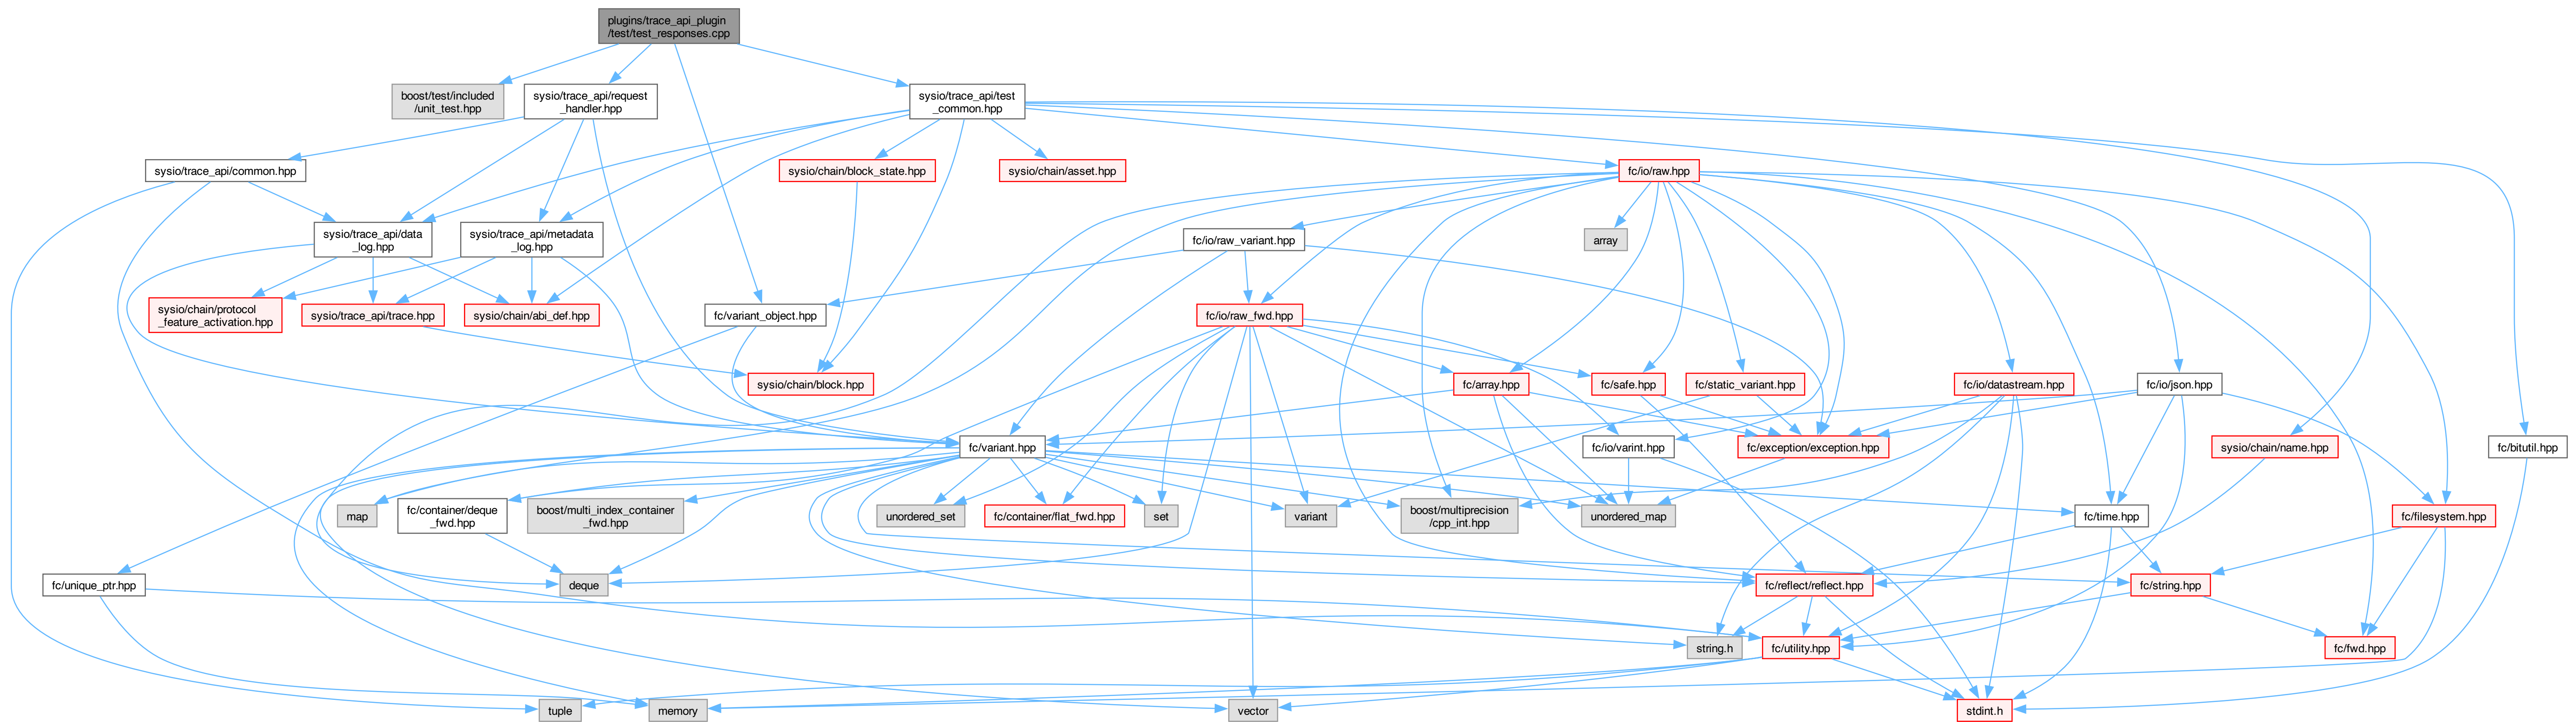 plugins/trace_api_plugin
/test/test_responses.cpp
boost/test/included
/unit_test.hpp
sysio/trace_api/request
_handler.hpp
sysio/trace_api/test
_common.hpp
sysio/trace_api/common.hpp
sysio/chain/block_state.hpp
sysio/chain/asset.hpp
fc/io/raw.hpp
sysio/trace_api/data
_log.hpp
sysio/trace_api/metadata
_log.hpp
fc/io/raw_variant.hpp
array
sysio/chain/protocol
_feature_activation.hpp
sysio/trace_api/trace.hpp
sysio/chain/abi_def.hpp
fc/variant_object.hpp
fc/io/raw_fwd.hpp
sysio/chain/block.hpp
fc/array.hpp
fc/safe.hpp
fc/static_variant.hpp
fc/io/datastream.hpp
fc/io/json.hpp
fc/variant.hpp
fc/io/varint.hpp
fc/exception/exception.hpp
sysio/chain/name.hpp
fc/bitutil.hpp
map
fc/container/deque
_fwd.hpp
boost/multi_index_container
_fwd.hpp
unordered_set
fc/container/flat_fwd.hpp
set
variant
boost/multiprecision
/cpp_int.hpp
unordered_map
fc/time.hpp
fc/filesystem.hpp
fc/unique_ptr.hpp
deque
fc/reflect/reflect.hpp
fc/string.hpp
string.h
fc/utility.hpp
fc/fwd.hpp
tuple
memory
vector
stdint.h